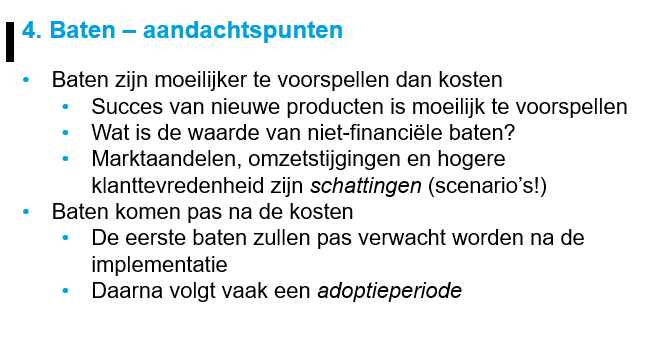 4. Baten – aandachtspunten
• Baten zijn moeilijker te voorspellen dan kosten
• Succes van nieuwe producten is moeilijk te voorspellen
• Wat is de waarde van niet-financiële baten?
• Marktaandelen, omzetstijgingen en hogere
klanttevredenheid zijn schattingen (scenario’s!)
• Baten komen pas na de kosten
• De eerste baten zullen pas verwacht worden na de
implementatie
• Daarna volgt vaak een adoptieperiode